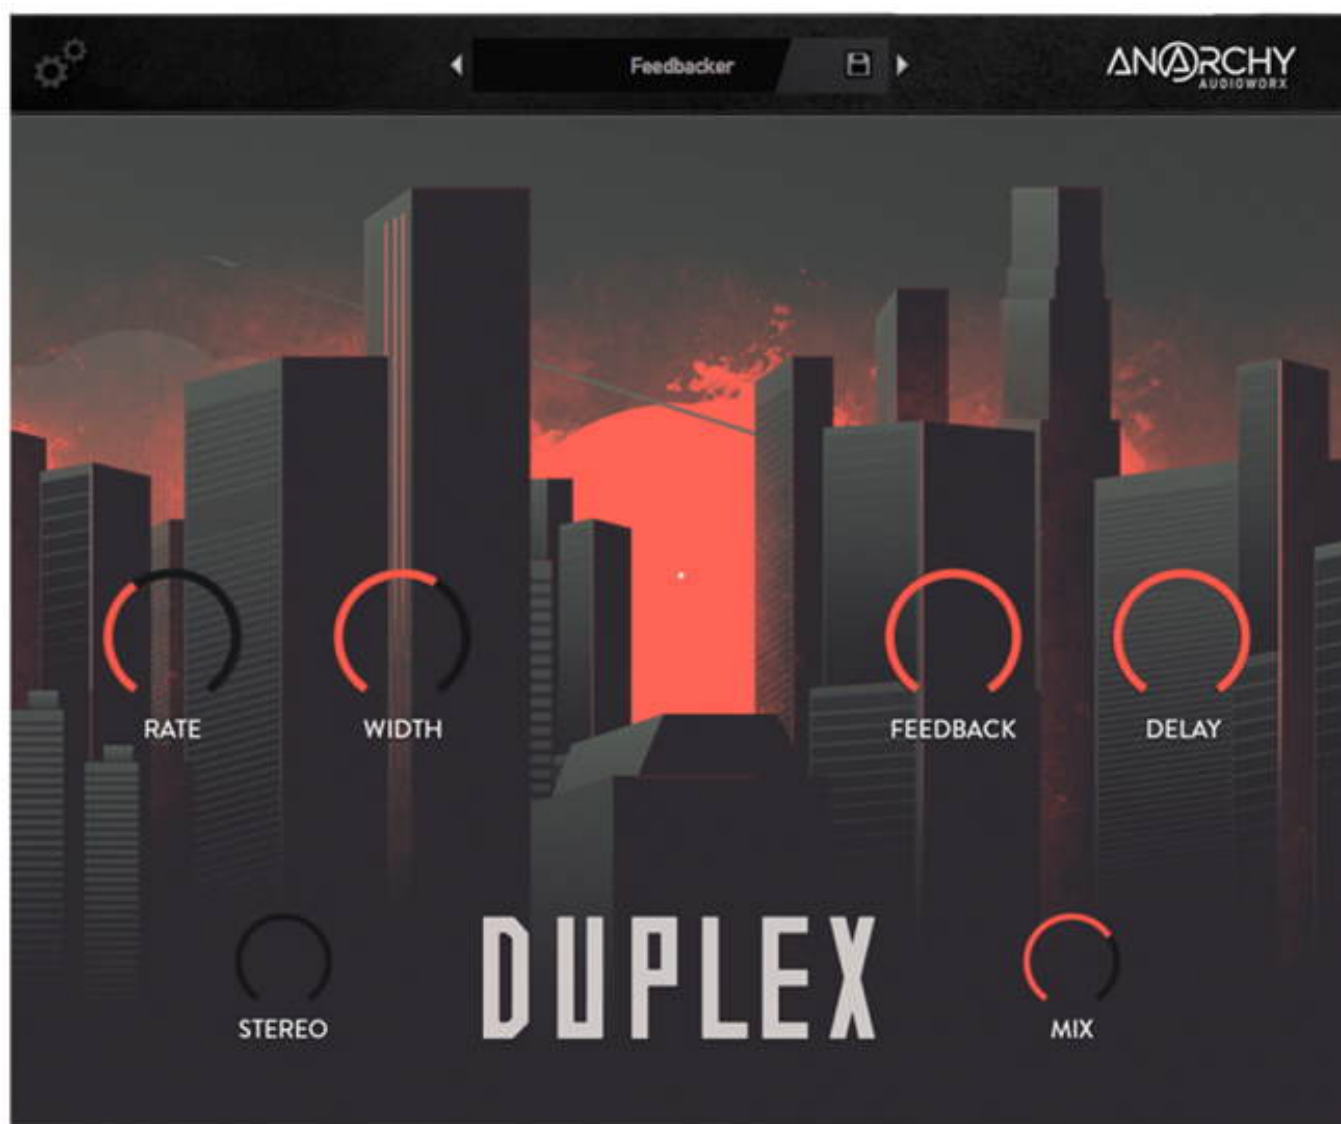 Feedbacker
ANARCHY
AUDIOWORX
RATE
WIDTH
FEEDBACK
DELAY
STEREO
DUPLEX
MIX